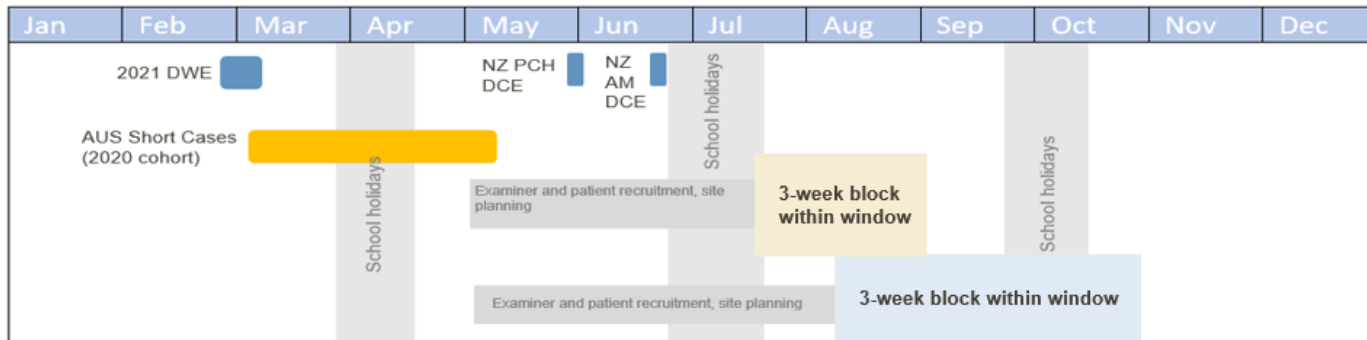 Jan Feb Mar Apr May Jun Jul Aug Sep Oct Nov Dec
2021 DWE
NZ PCH
DCE
NZ
AM
DCE
AUS Short Cases
(2020 cohort)
School holidays
School holidays
School holidays
Examiner and patient recruitment, site
planning
3-week block
within window
Examiner and patient recruitment, site planning
3-week block within window